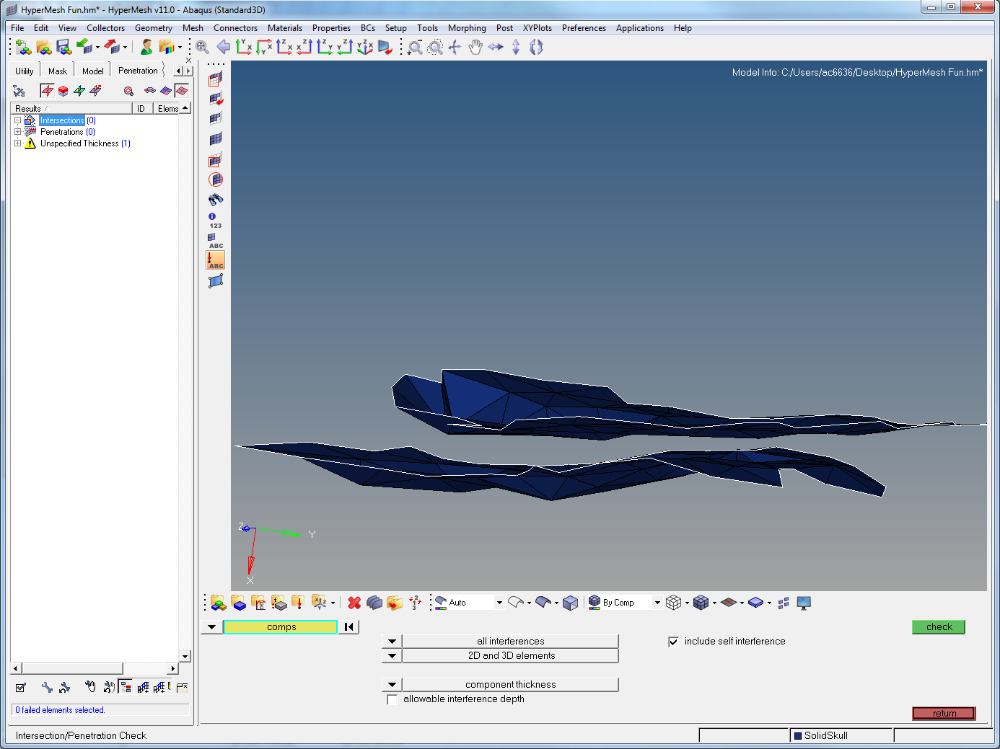 HyperMesh Fun.hm* - HyperMesh v11.0 - Abaqus (Standard3D)
File Edit View Collectors Geometry Mesh Connectors Materials Properties BCs Setup Tools Morphing Post XYPlots Preferences Applications Help
Utility Mask Model Penetration
Model Info: C:/Users/ac6636/Desktop/HyperMesh Fun.hm*
Results / ID Elems
Intersections (0)
Penetrations (0)
Unspecified Thickness (1)
123
ABC
ABC
Z
Y
X
Auto
By Comp
comps
check
all interferences
include self interference
2D and 3D elements
component thickness
allowable interference depth
0 failed elements selected.
return
Intersection/Penetration Check
SolidSkull